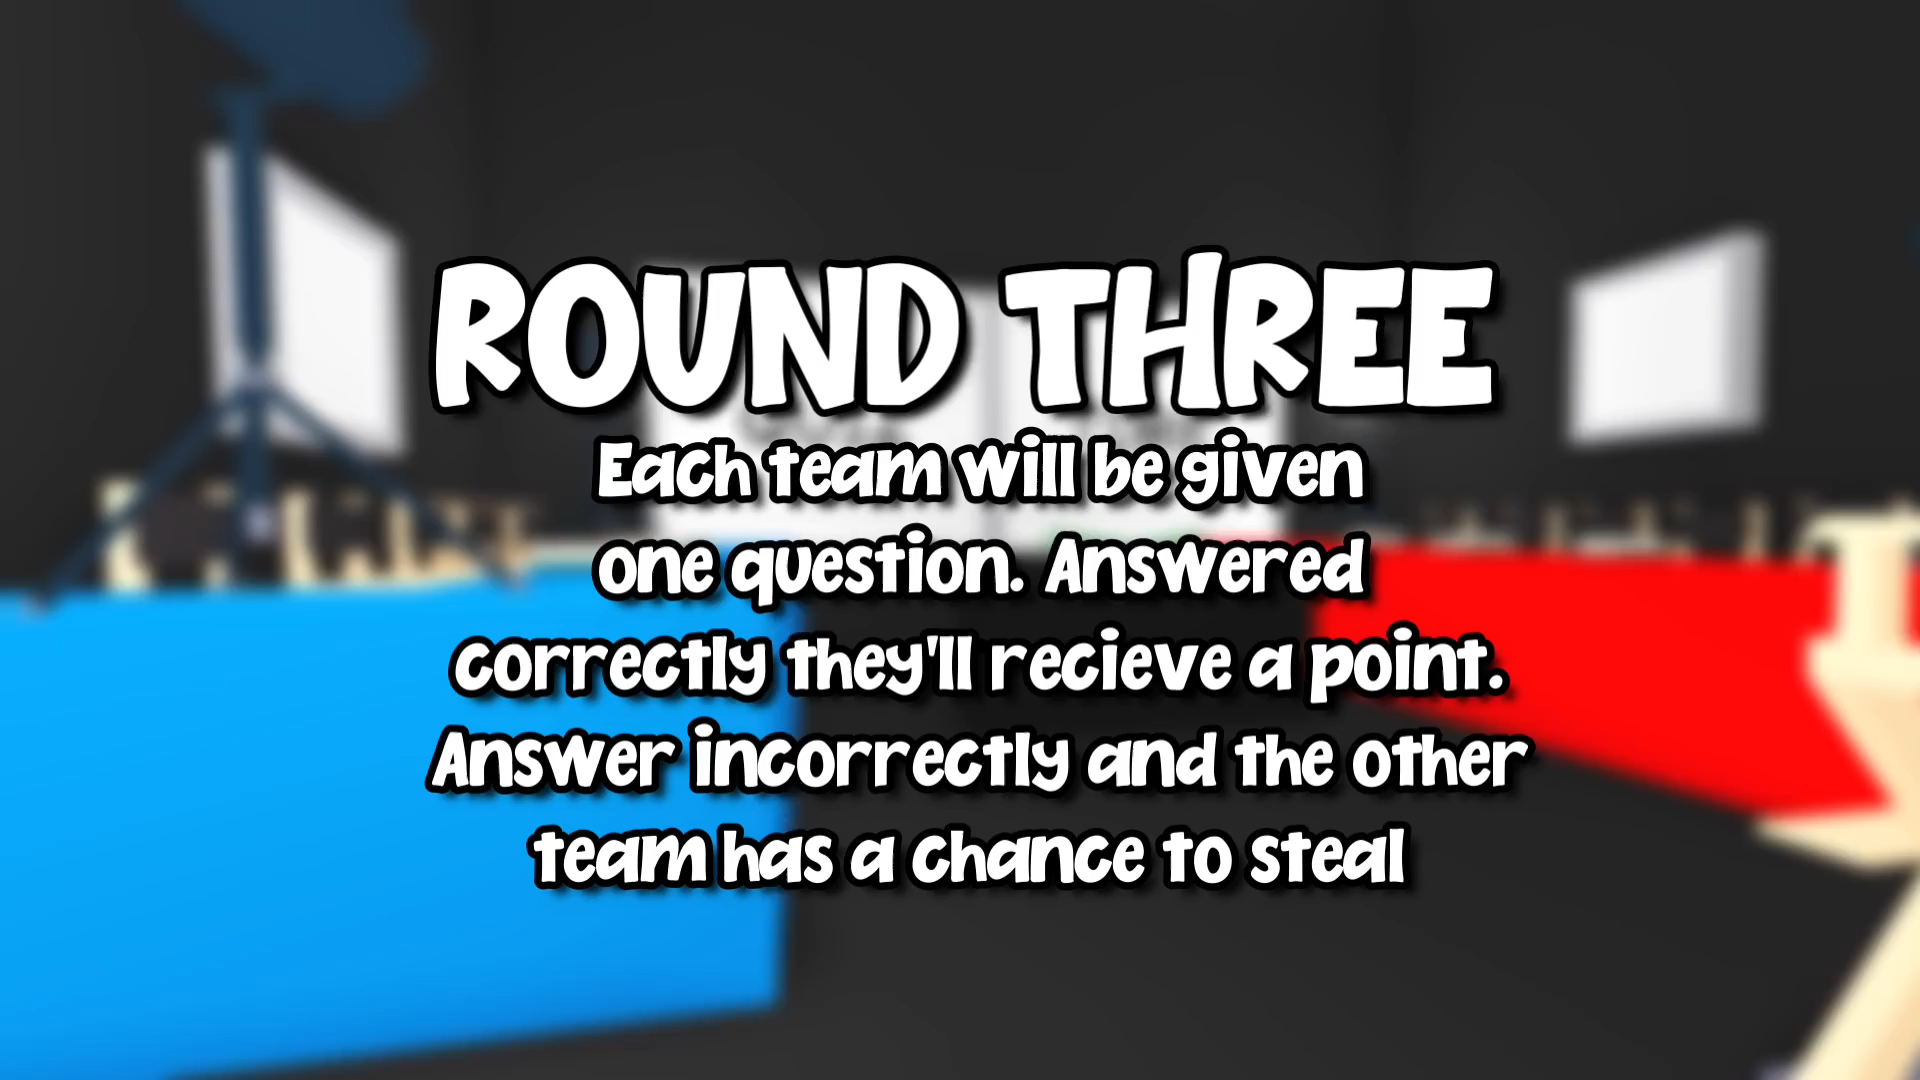 ROUND THREE
Each team will be given
one question. Answered
correctly they'll recieve a point.
Answer incorrectly and the other
team has a chance to steal